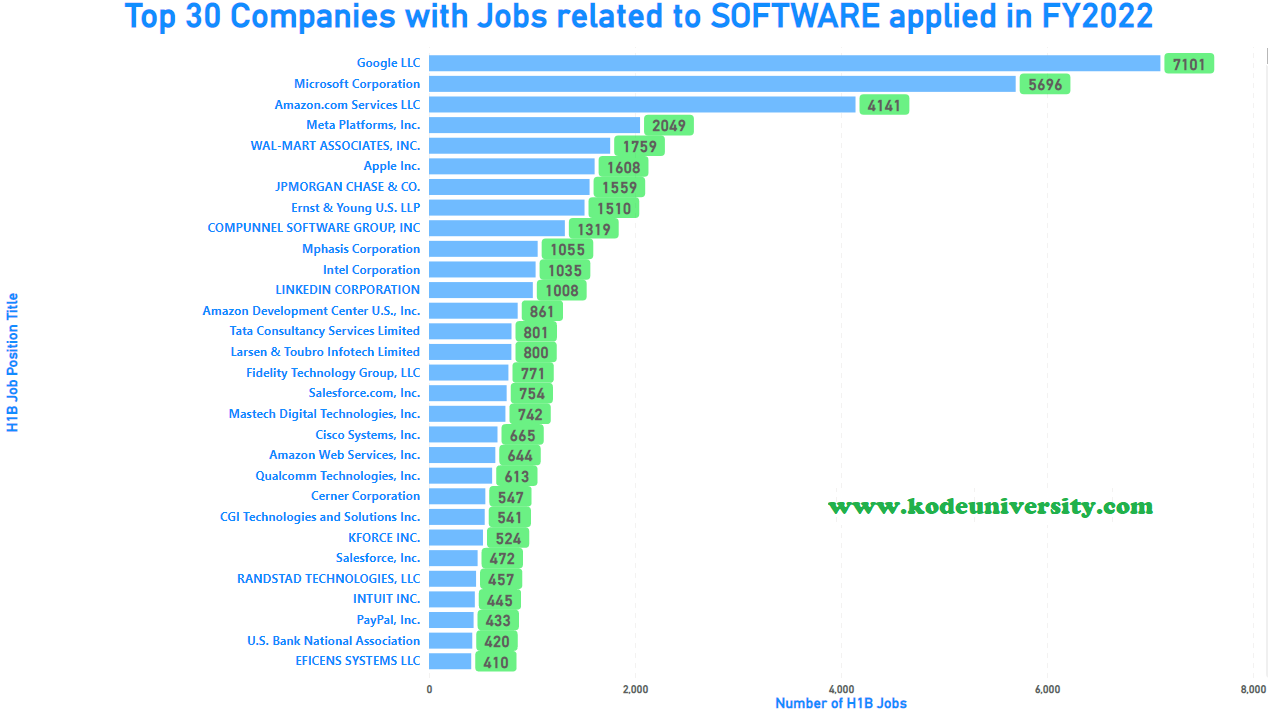 Top 30 Companies with Jobs related to SOFTWARE applied in FY2022
H1B Job Position Title
Google LLC 7101
Microsoft Corporation 5696
Amazon.com Services LLC 4141
Meta Platforms, Inc. 2049
WAL-MART ASSOCIATES, INC. 1759
Apple Inc. 1608
JPMORGAN CHASE & CO. 1559
Ernst & Young U.S. LLP 1510
COMPUNNEL SOFTWARE GROUP, INC 1319
Mphasis Corporation 1055
Intel Corporation 1035
LINKEDIN CORPORATION 1008
Amazon Development Center U.S., Inc. 861
Tata Consultancy Services Limited 801
Larsen & Toubro Infotech Limited 800
Fidelity Technology Group, LLC 771
Salesforce.com, Inc. 754
Mastech Digital Technologies, Inc. 742
Cisco Systems, Inc. 665
Amazon Web Services, Inc. 644
Qualcomm Technologies, Inc. 613
Cerner Corporation 547
www.kodeuniversity.com
CGI Technologies and Solutions Inc. 541
KFORCE INC. 524
Salesforce, Inc. 472
RANDSTAD TECHNOLOGIES, LLC 457
INTUIT INC. 445
PayPal, Inc. 433
U.S. Bank National Association 420
EFICENS SYSTEMS LLC 410
0 2,000 4,000 6,000 8,000
Number of H1B Jobs